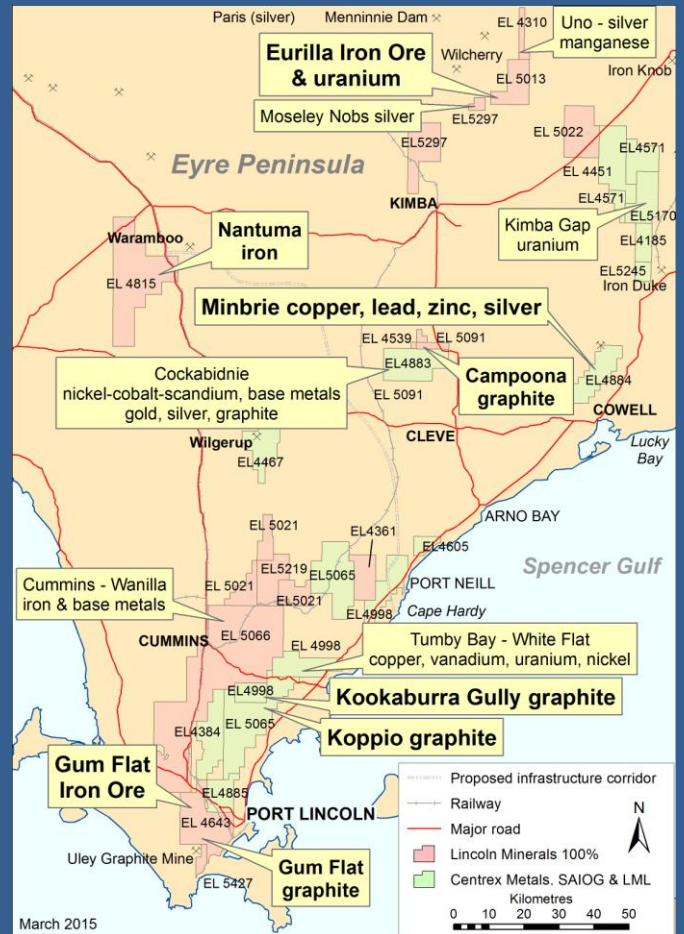 Paris (silver)
Menninnie Dam
EL 4310
Uno - silver
manganese
Eurilla Iron Ore
& uranium
Wilcherry
EL 5013
Iron Knob
Moseley Nobs silver
EL5297
EL5297
EL 5022
EL4571
EL 4451
Eyre Peninsula
KIMBA
EL4571
EL5170
Kimba Gap
uranium
EL4185
Waramboo
Nantuma
iron
EL 4815
EL5245
Iron Duke
Minbrie copper, lead, zinc, silver
EL 4539
EL 5091
EL4883
Cockabidnie
nickel-cobalt-scandium, base metals
gold, silver, graphite
Campoona
graphite
EL4884
EL 5091
COWELL
CLEVE
Wilgerup
EL4467
Lucky
Bay
ARNO BAY
EL 5021
EL4361
EL4605
Spencer Gulf
EL5219
EL5065
EL 5021
Cummins - Wanilla
iron & base metals
EL5021
PORT NEILL
EL4998
Cape Hardy
CUMMINS
EL 5066
EL 4998
Tumby Bay - White Flat
copper, vanadium, uranium, nickel
EL4998
Kookaburra Gully graphite
EL4384
EL 5065
Koppio graphite
Gum Flat
Iron Ore
EL4885
PORT LINCOLN
EL 4643
Uley Graphite Mine
Gum Flat
graphite
EL 5427
Proposed infrastructure corridor
Railway
N
Major road
Lincoln Minerals 100%
Centrex Metals. SAIOG & LML
Kilometres
0 10 20 30 40 50
March 2015